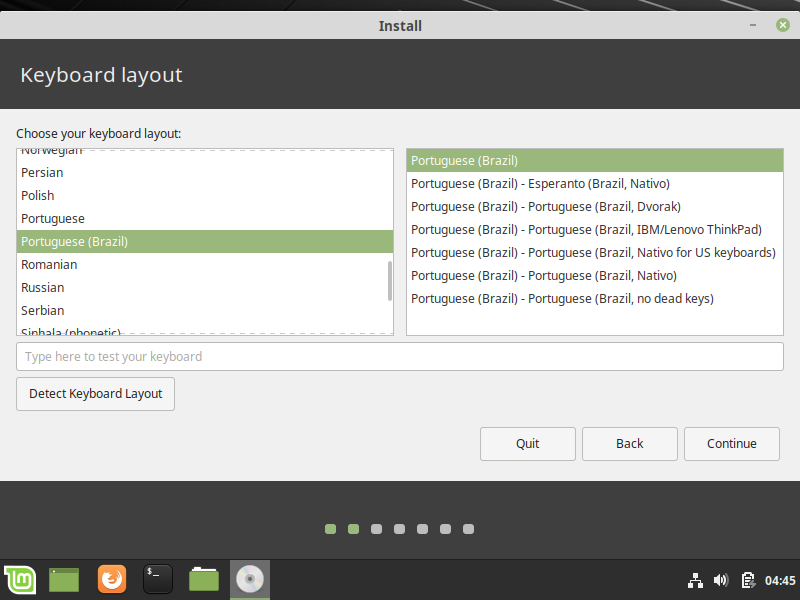 Install
Keyboard layout
Choose your keyboard layout:
Norwegian
Persian
Polish
Portuguese
Portuguese (Brazil)
Romanian
Russian
Serbian
Sinhala (phonetic)
Portuguese (Brazil)
Portuguese (Brazil) - Esperanto (Brazil, Nativo)
Portuguese (Brazil) - Portuguese (Brazil, Dvorak)
Portuguese (Brazil) - Portuguese (Brazil, IBM/Lenovo ThinkPad)
Portuguese (Brazil) - Portuguese (Brazil, Nativo for US keyboards)
Portuguese (Brazil) - Portuguese (Brazil, Nativo)
Portuguese (Brazil) - Portuguese (Brazil, no dead keys)
Type here to test your keyboard
Detect Keyboard Layout
Quit
Back
Continue
$_
04:45